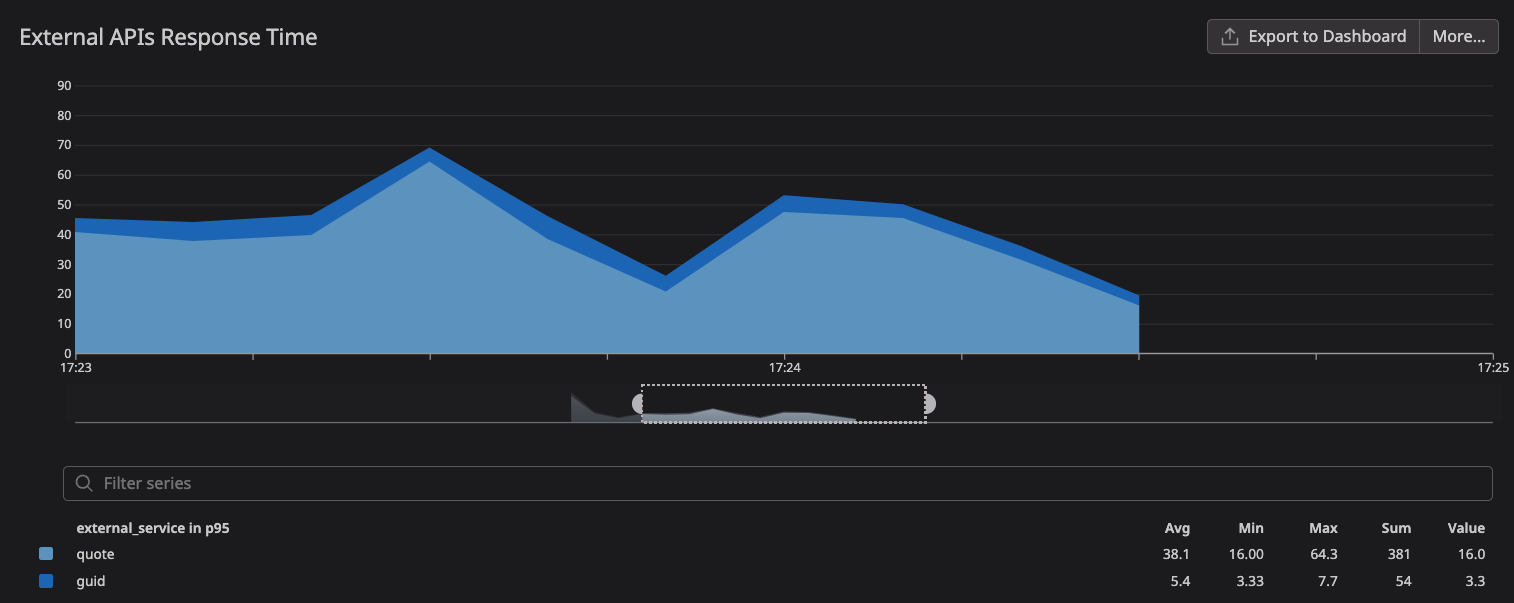 External APIs Response Time
Export to Dashboard More...
90
80
70
60
50
40
30
20
10
0
17:23 17:24 17:25
Filter series
external_service in p95 Avg Min Max Sum Value
quote 38.1 16.00 64.3 381 16.0
guid 5.4 3.33 7.7 54 3.3